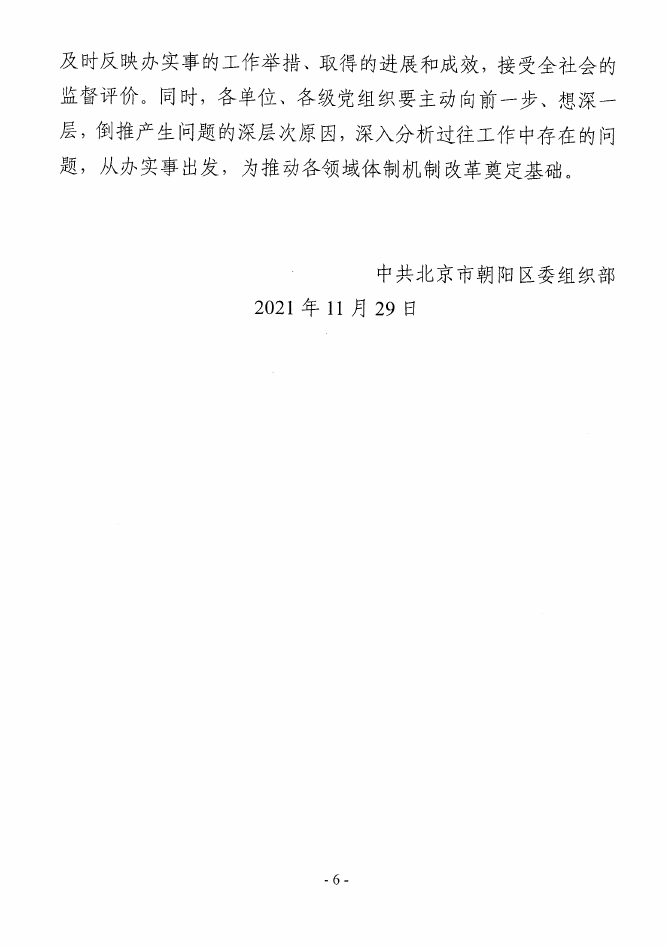 及时反映办实事的工作举措、取得的进展和成效，接受全社会的
监督评价。同时，各单位、各级党组织要主动向前一步、想深一
层，倒推产生问题的深层次原因，深入分析过往工作中存在的问
题，从办实事出发，为推动各领域体制机制改革奠定基础。
中共北京市朝阳区委组织部
2021 年 11 月 29 日
- 6 -